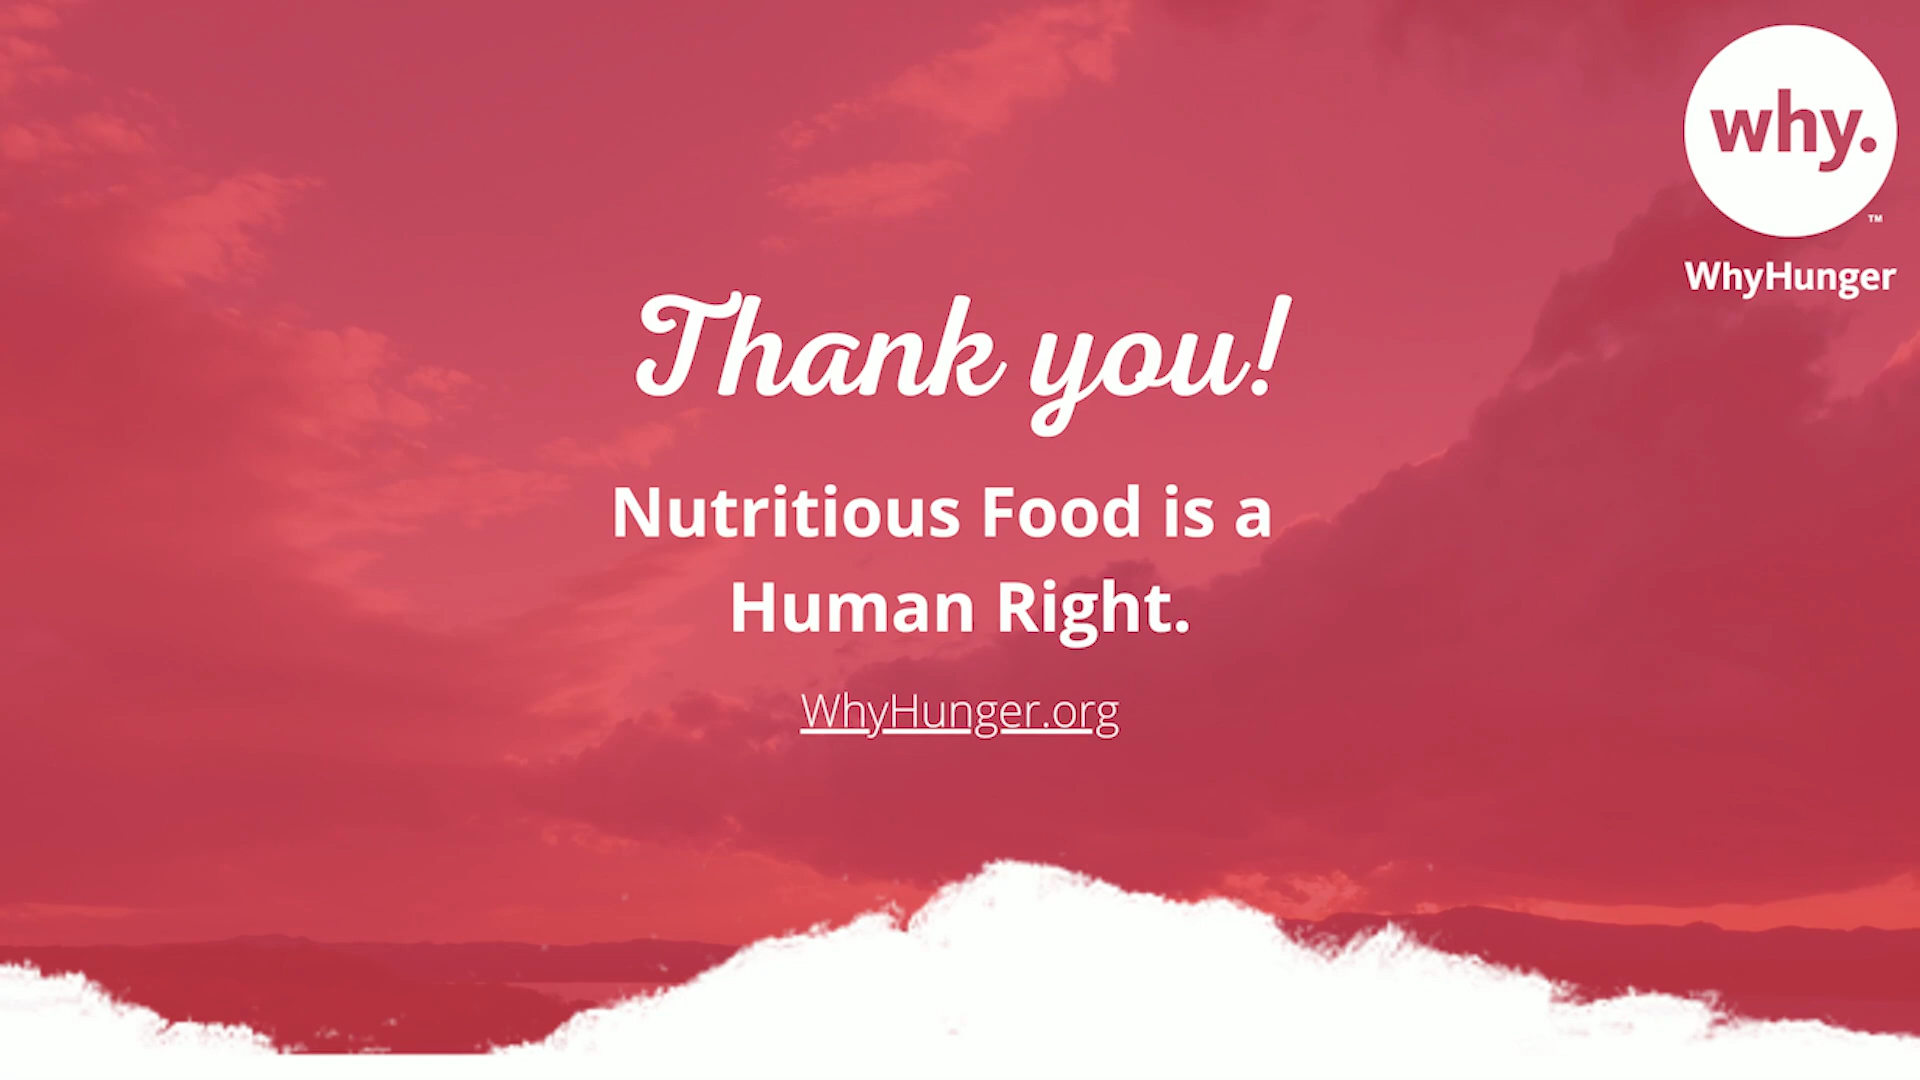 why.
™
WhyHunger
Thank you!
Nutritious Food is a
Human Right.
WhyHunger.org